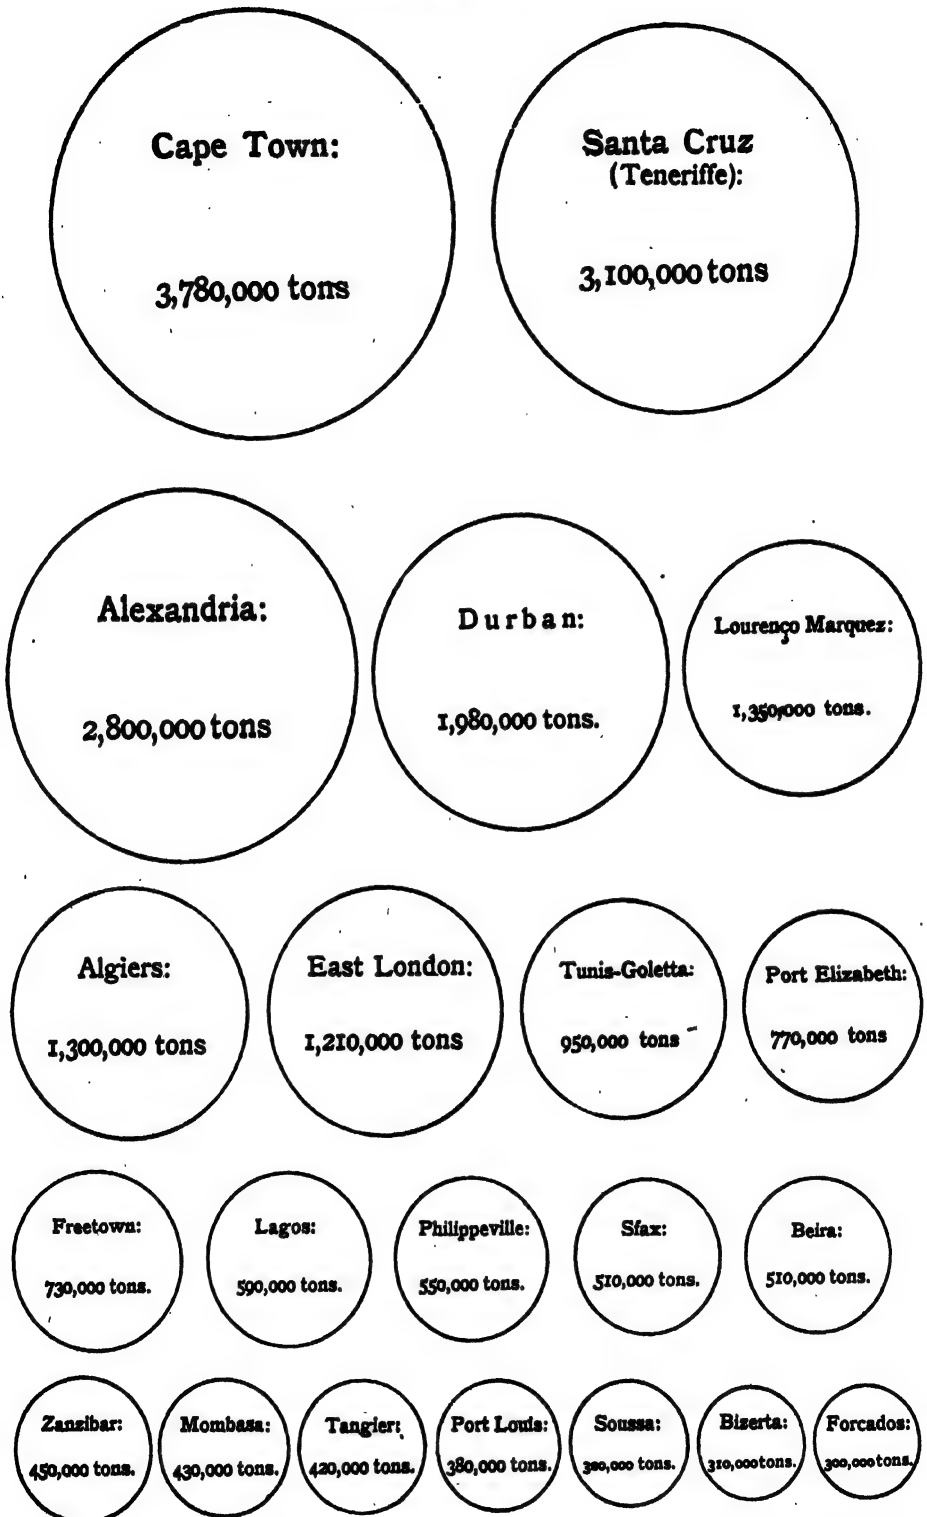 Cape Town:
3,780,000 tons
Santa Cruz
(Teneriffe):
3,100,000 tons
Alexandria:
2,800,000 tons
Durban:
1,980,000 tons.
Lourenço Marquez:
1,350,000 tons.
Algiers:
1,300,000 tons
East London:
1,210,000 tons
Tunis-Goletta:
950,000 tons
Port Elizabeth:
770,000 tons
Freetown:
730,000 tons.
Lagos:
590,000 tons.
Philippeville:
550,000 tons.
Sfax:
510,000 tons.
Beira:
510,000 tons.
Zanzibar:
450,000 tons.
Mombasa:
430,000 tons.
Tangier:
420,000 tons.
Port Louis:
380,000 tons.
Soussa:
tons.
Bizerta:
310,000 tons.
Forcados:
300,000 tons.